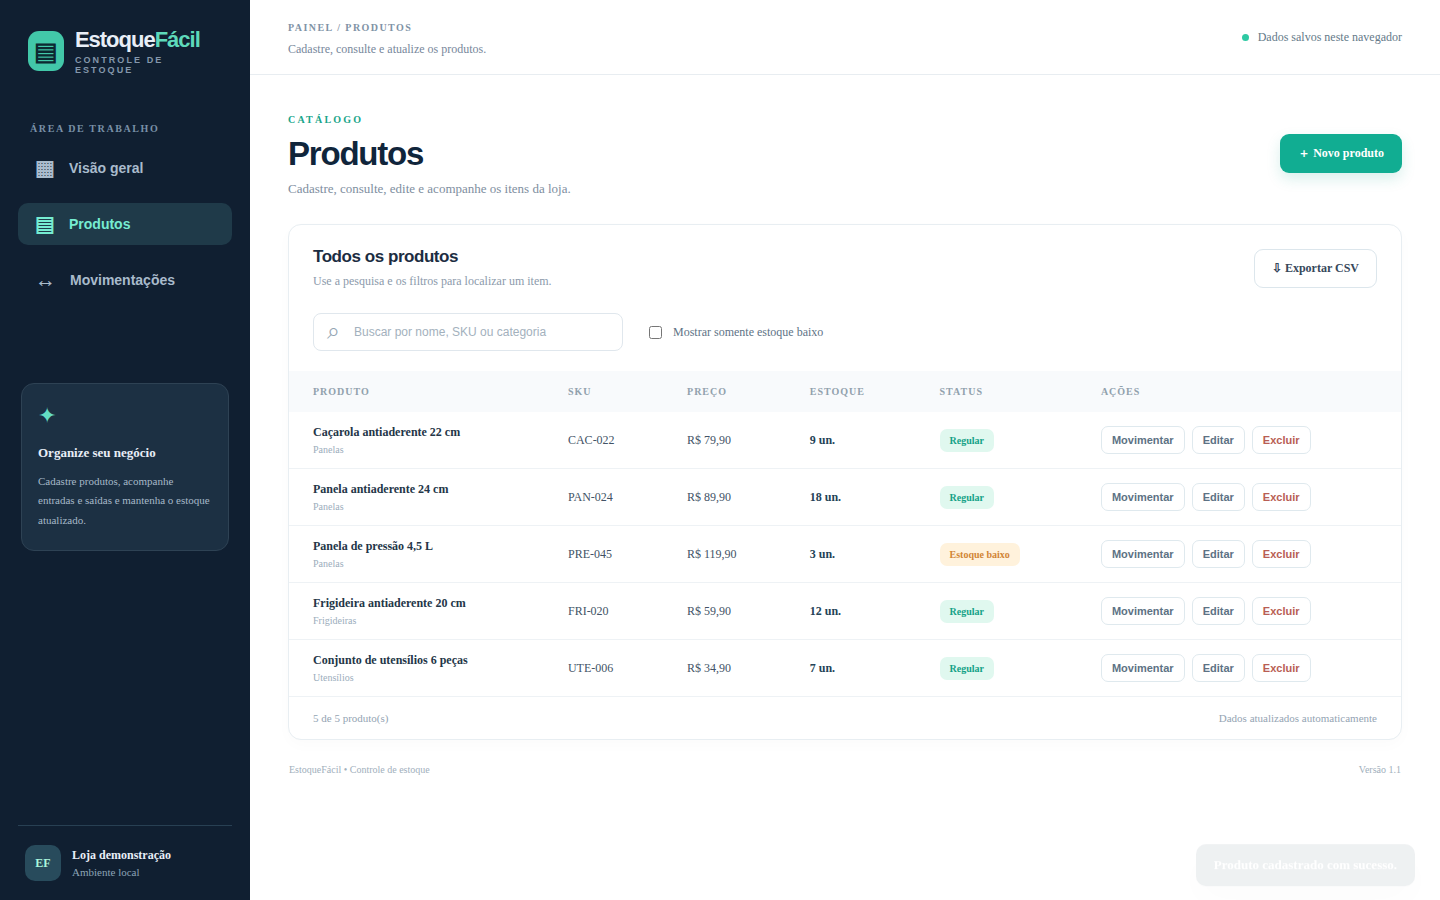 EstoqueFácil
CONTROLE DE
ESTOQUE
ÁREA DE TRABALHO
Visão geral
Produtos
Movimentações
Organize seu negócio
Cadastre produtos, acompanhe
entradas e saídas e mantenha o estoque
atualizado.
EF
Loja demonstração
Ambiente local
PAINEL / PRODUTOS
Cadastre, consulte e atualize os produtos.
Dados salvos neste navegador
CATÁLOGO
Produtos
Cadastre, consulte, edite e acompanhe os itens da loja.
+ Novo produto
Todos os produtos
Use a pesquisa e os filtros para localizar um item.
⇩ Exportar CSV
Buscar por nome, SKU ou categoria
Mostrar somente estoque baixo
PRODUTO SKU PREÇO ESTOQUE STATUS AÇÕES
Caçarola antiaderente 22 cm
Panelas
CAC-022 R$ 79,90 9 un. Regular Movimentar Editar Excluir
Panela antiaderente 24 cm
Panelas
PAN-024 R$ 89,90 18 un. Regular Movimentar Editar Excluir
Panela de pressão 4,5 L
Panelas
PRE-045 R$ 119,90 3 un. Estoque baixo Movimentar Editar Excluir
Frigideira antiaderente 20 cm
Frigideiras
FRI-020 R$ 59,90 12 un. Regular Movimentar Editar Excluir
Conjunto de utensílios 6 peças
Utensílios
UTE-006 R$ 34,90 7 un. Regular Movimentar Editar Excluir
5 de 5 produto(s)
Dados atualizados automaticamente
EstoqueFácil • Controle de estoque
Versão 1.1
Produto cadastrado com sucesso.